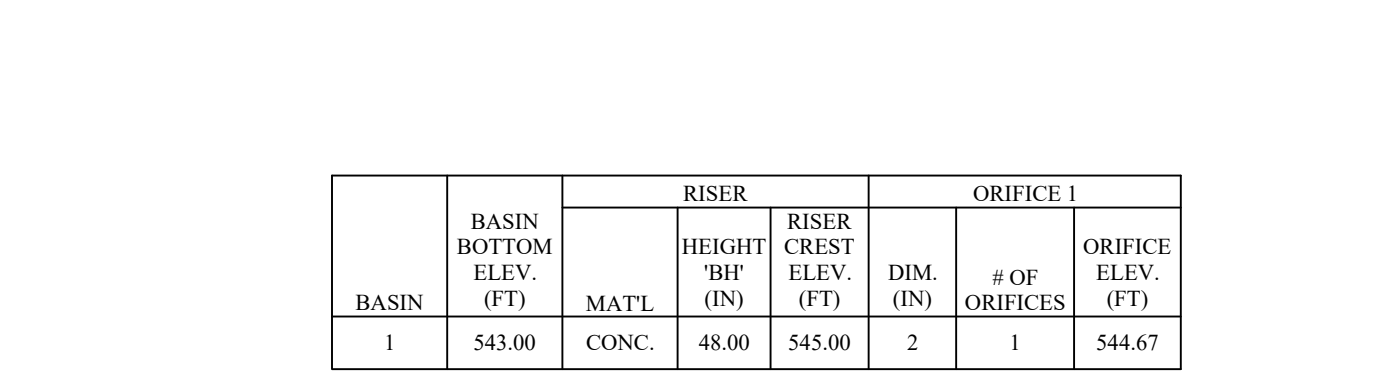 RISER
ORIFICE 1
BASIN
BASIN
BOTTOM
ELEV.
(FT)
MAT'L
HEIGHT
'BH'
(IN)
RISER
CREST
ELEV.
(FT)
DIM.
(IN)
# OF
ORIFICES
ORIFICE
ELEV.
(FT)
1 543.00 CONC. 48.00 545.00 2 1 544.67